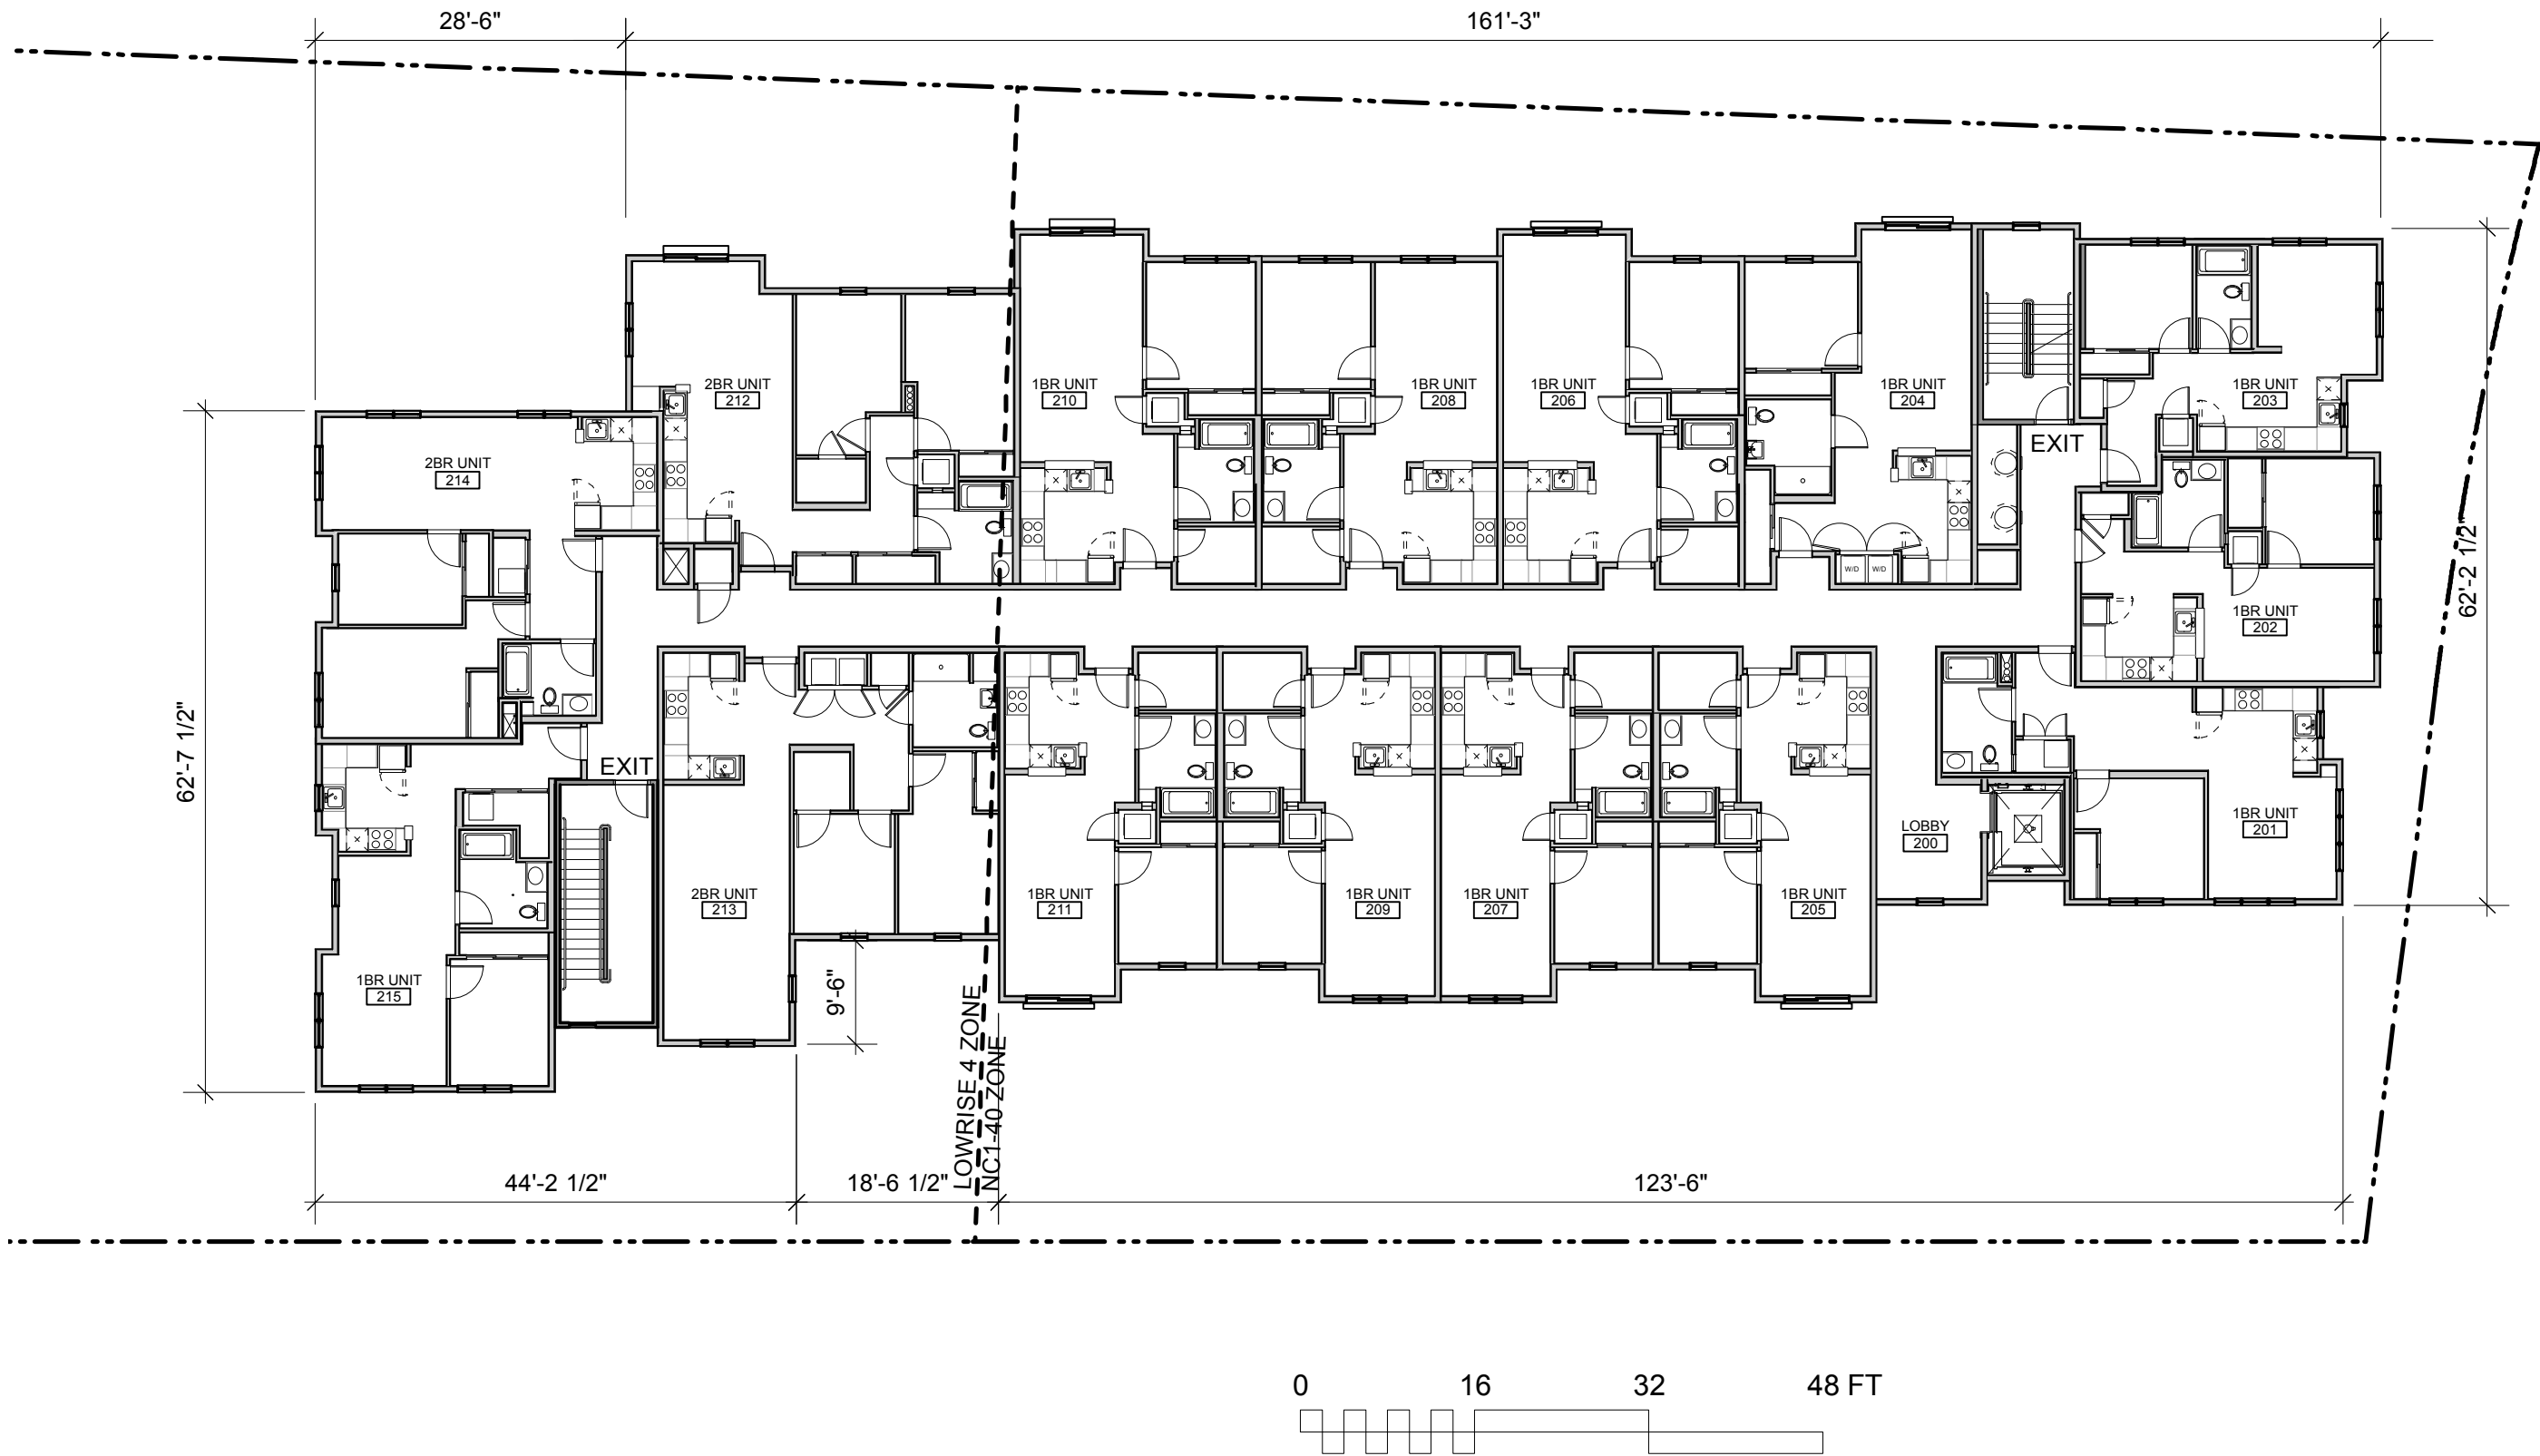 28'-6"
161'-3"
2BR UNIT
212
1BR UNIT
210
1BR UNIT
208
1BR UNIT
206
1BR UNIT
204
1BR UNIT
203
EXIT
2BR UNIT
214
W/D
W/D
1BR UNIT
202
62'-2 1/2"
62'-7 1/2"
EXIT
LOBBY
200
1BR UNIT
201
2BR UNIT
213
1BR UNIT
211
1BR UNIT
209
1BR UNIT
207
1BR UNIT
205
1BR UNIT
215
9'-6"
LOWRISE 4 ZONE
NC1-40 ZONE
44'-2 1/2"
18'-6 1/2"
123'-6"
0 16 32 48 FT